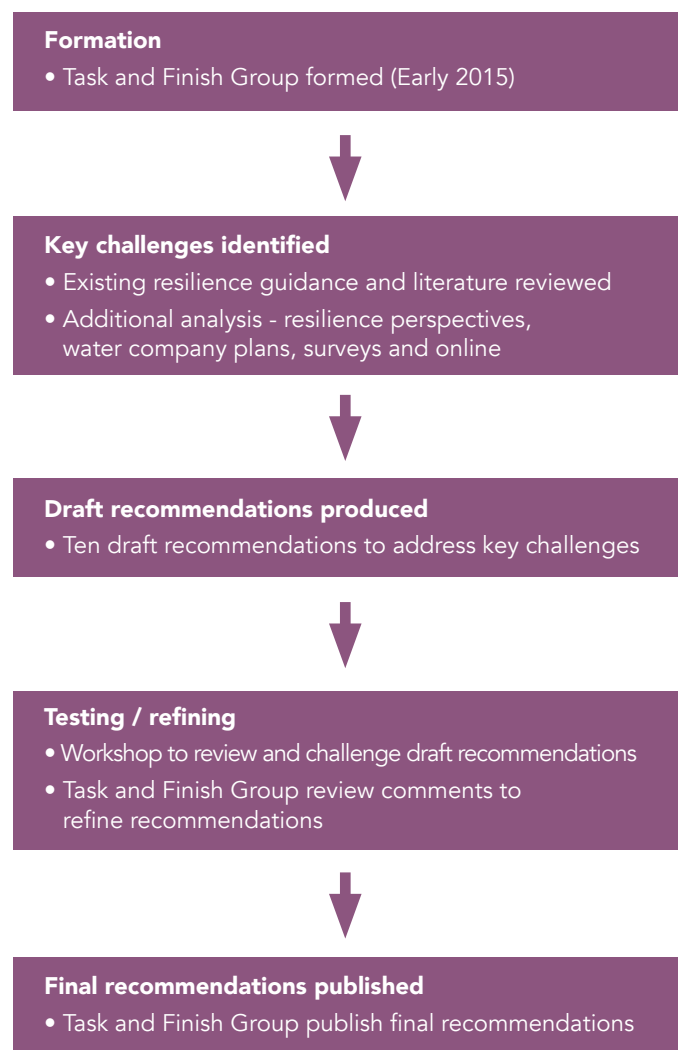 Formation
• Task and Finish Group formed (Early 2015)
Key challenges identified
• Existing resilience guidance and literature reviewed
• Additional analysis - resilience perspectives,
water company plans, surveys and online
Draft recommendations produced
• Ten draft recommendations to address key challenges
Testing / refining
• Workshop to review and challenge draft recommendations
• Task and Finish Group review comments to
refine recommendations
Final recommendations published
• Task and Finish Group publish final recommendations